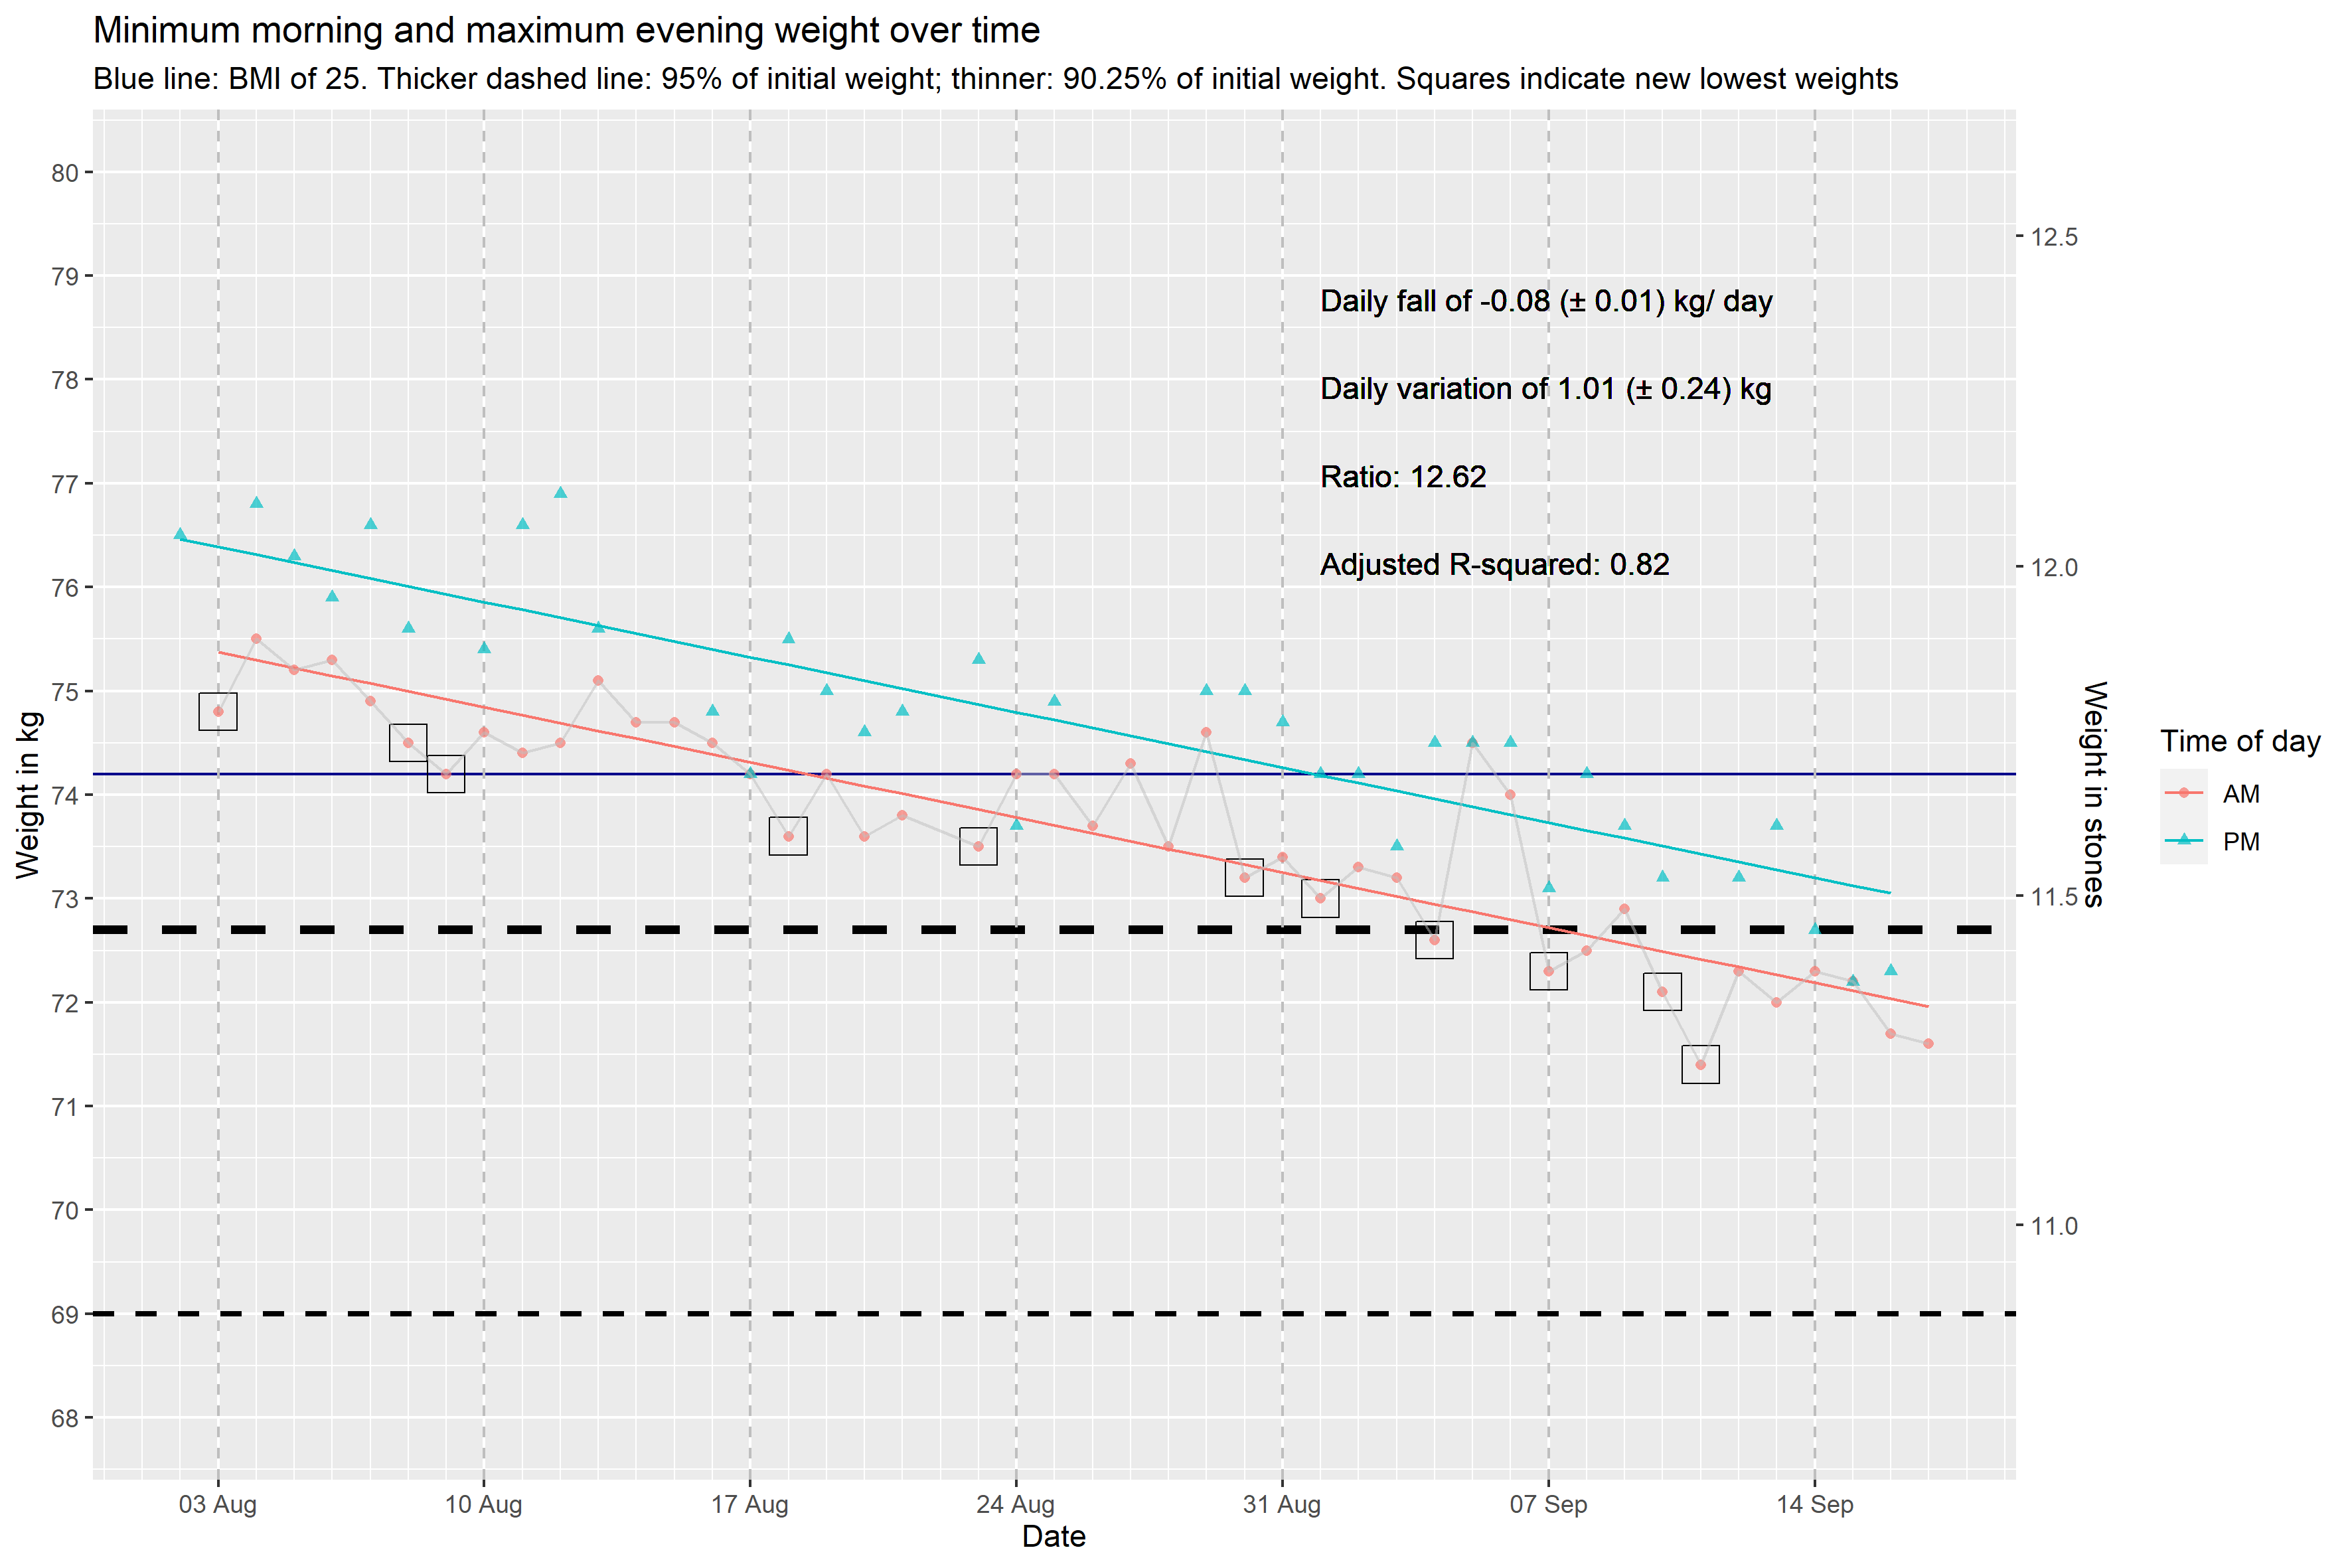 Minimum morning and maximum evening weight over time
Blue line: BMI of 25. Thicker dashed line: 95% of initial weight; thinner: 90.25% of initial weight. Squares indicate new lowest weights
Weight in kg
80
79
78
77
76
75
74
73
72
71
70
69
68
Daily fall of -0.08 (± 0.01) kg/ day
Daily variation of 1.01 (± 0.24) kg
Ratio: 12.62
Adjusted R-squared: 0.82
12.5
12.0
11.5
11.0
Weight in stones
Time of day
AM
PM
03 Aug
10 Aug
17 Aug
24 Aug
31 Aug
07 Sep
14 Sep
Date